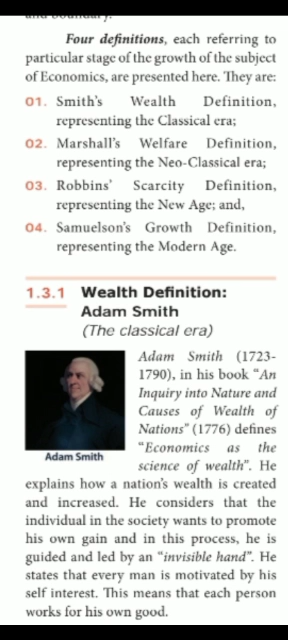 and boundary.
Four definitions, each referring to
particular stage of the growth of the subject
of Economics, are presented here. They are:
01. Smith's Wealth Definition,
representing the Classical era;
02. Marshall's Welfare Definition,
representing the Neo-Classical era;
03. Robbins' Scarcity Definition,
representing the New Age; and,
04. Samuelson's Growth Definition,
representing the Modern Age.
1.3.1 Wealth Definition:
Adam Smith
(The classical era)
Adam Smith (1723-
1790), in his book "An
Inquiry into Nature and
Causes of Wealth of
Nations" (1776) defines
"Economics as the
science of wealth". He
Adam Smith
explains how a nation's wealth is created
and increased. He considers that the
individual in the society wants to promote
his own gain and in this process, he is
guided and led by an "invisible hand". He
states that every man is motivated by his
self interest. This means that each person
works for his own good.